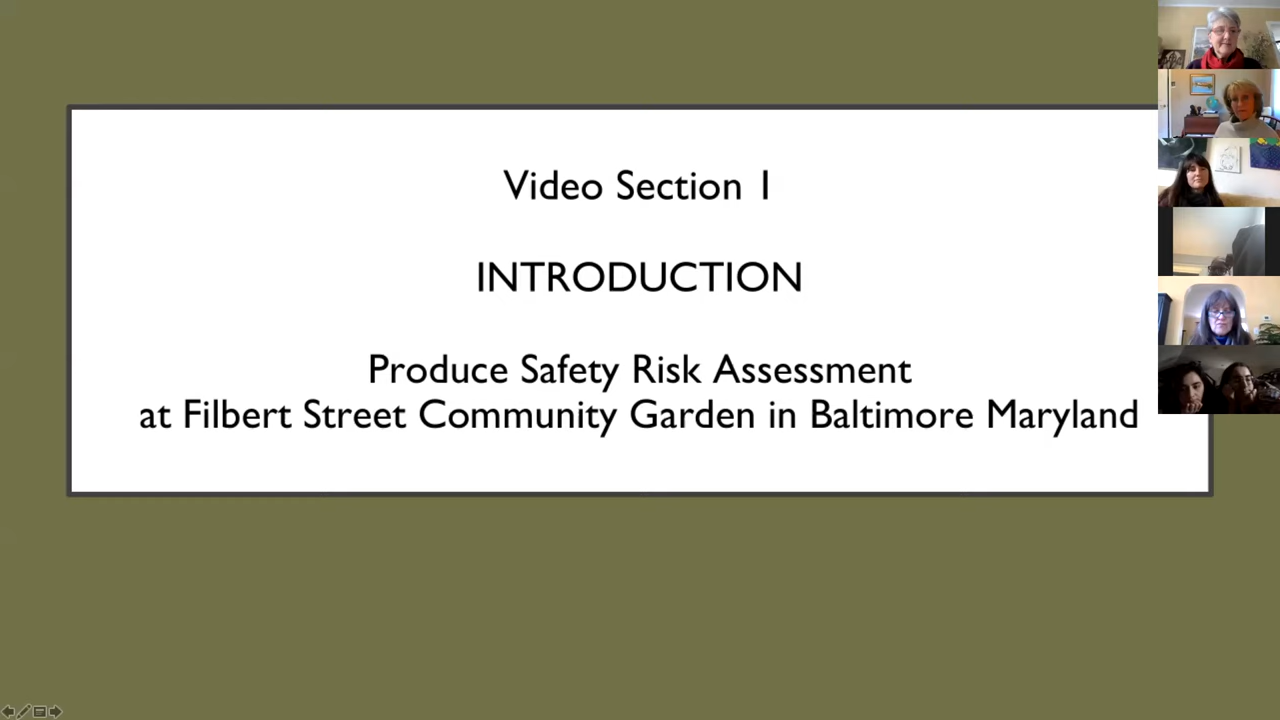 Video Section 1
INTRODUCTION
Produce Safety Risk Assessment
at Filbert Street Community Garden in Baltimore Maryland